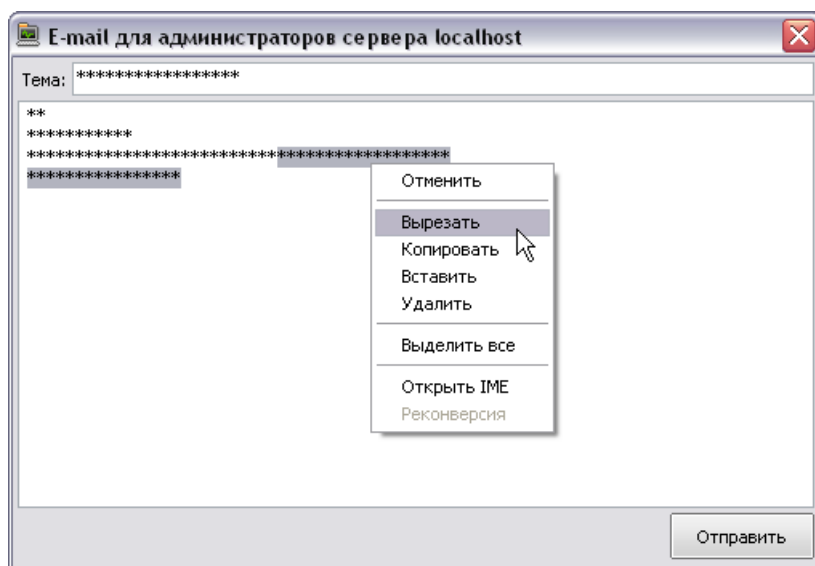 E-mail для администраторов сервера localhost
Тема: *****************
**
***********
********************************************
****************
Отменить
Вырезать
Копировать
Вставить
Удалить
Выделить все
Открыть IME
Реконверсия
Отправить